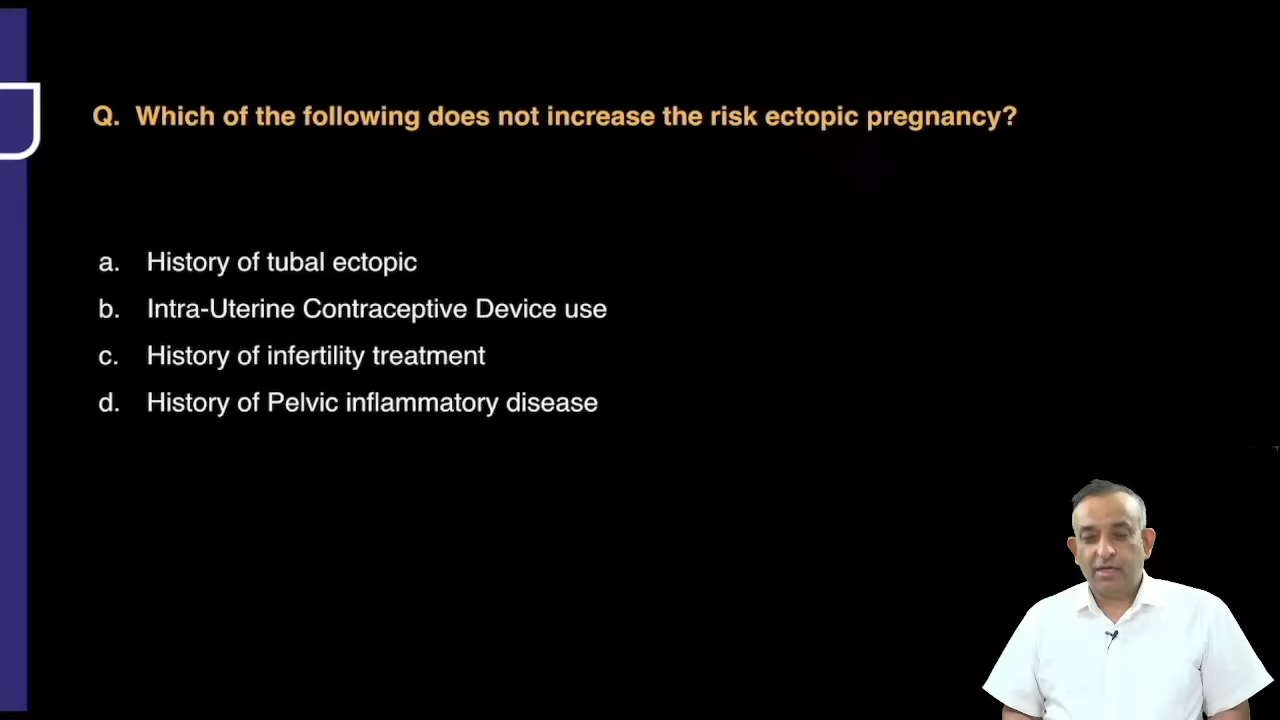 Q. Which of the following does not increase the risk ectopic pregnancy?
a. History of tubal ectopic
b. Intra-Uterine Contraceptive Device use
c. History of infertility treatment
d. History of Pelvic inflammatory disease